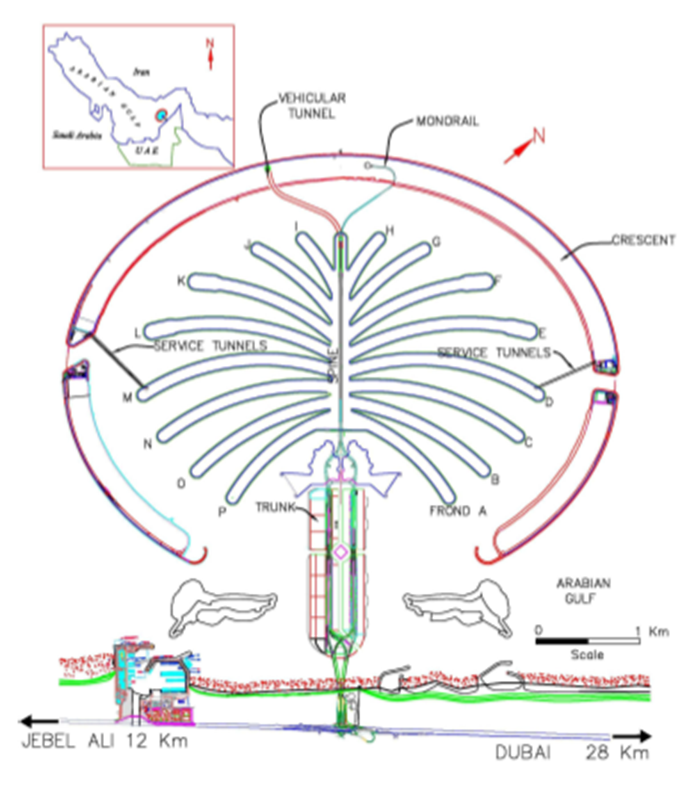 N
Iran
ARABIAN GULF
Saudi Arabia
U.A.E
VEHICULAR
TUNNEL
MONORAIL
N
CRESCENT
I
H
J
G
K
F
L
E
SERVICE TUNNELS
SERVICE TUNNELS
SPINE
M
D
N
C
O
B
P
TRUNK
FROND A
ARABIAN
GULF
0 1 Km
Scale
JEBEL ALI 12 Km
DUBAI 28 Km